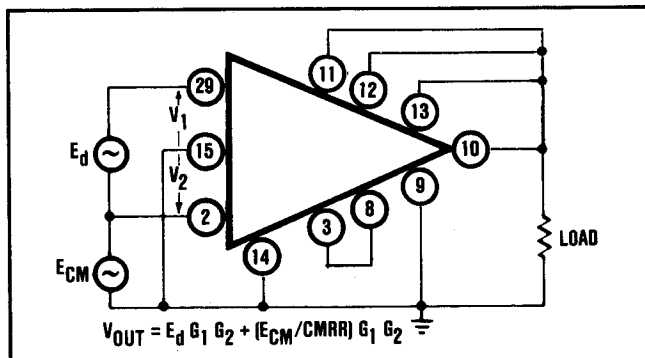 11
12
29
13
V1
Ed
15
10
V2
9
2
8
3
LOAD
14
ECM
VOUT = Ed G1 G2 + (ECM/CMRR) G1 G2